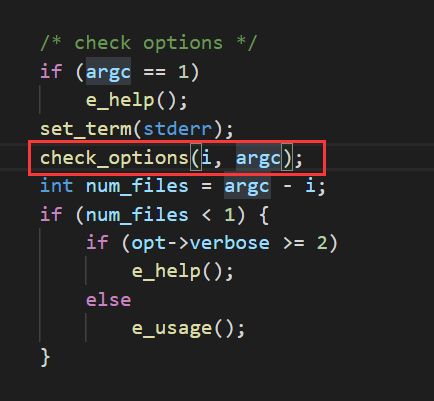 /* check options */
if (argc == 1)
e_help();
set_term(stderr);
check_options(i, argc);
int num_files = argc - i;
if (num_files < 1) {
if (opt->verbose >= 2)
e_help();
else
e_usage();
}